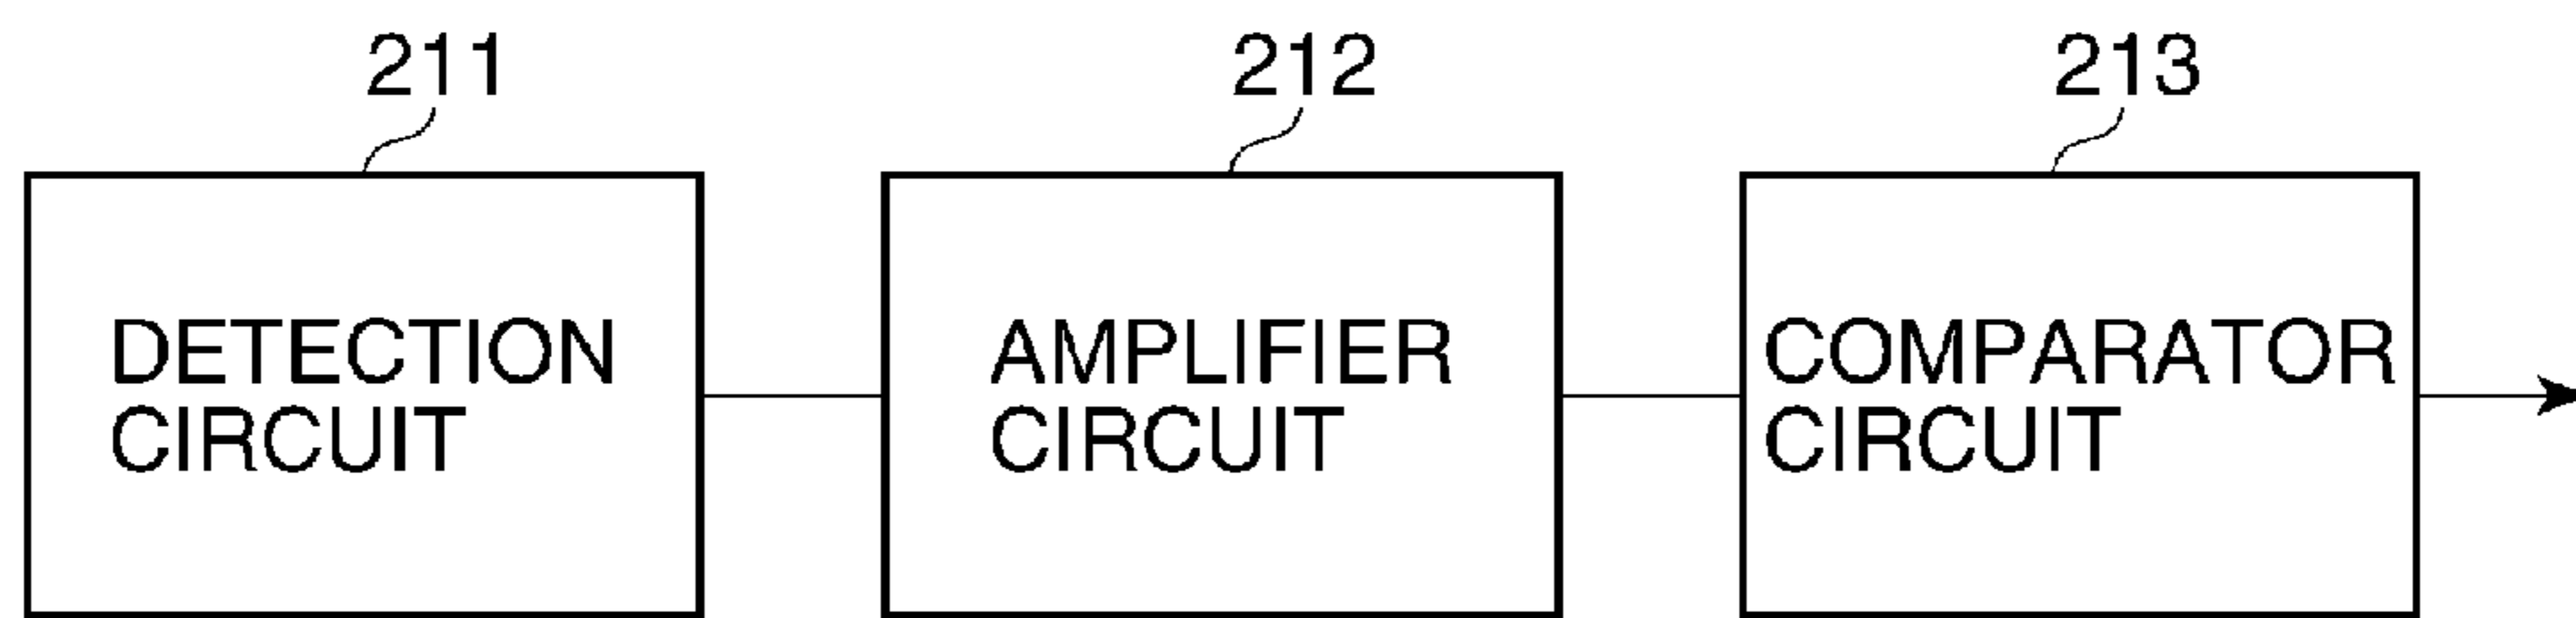 211
212
213
DETECTION
CIRCUIT
AMPLIFIER
CIRCUIT
COMPARATOR
CIRCUIT